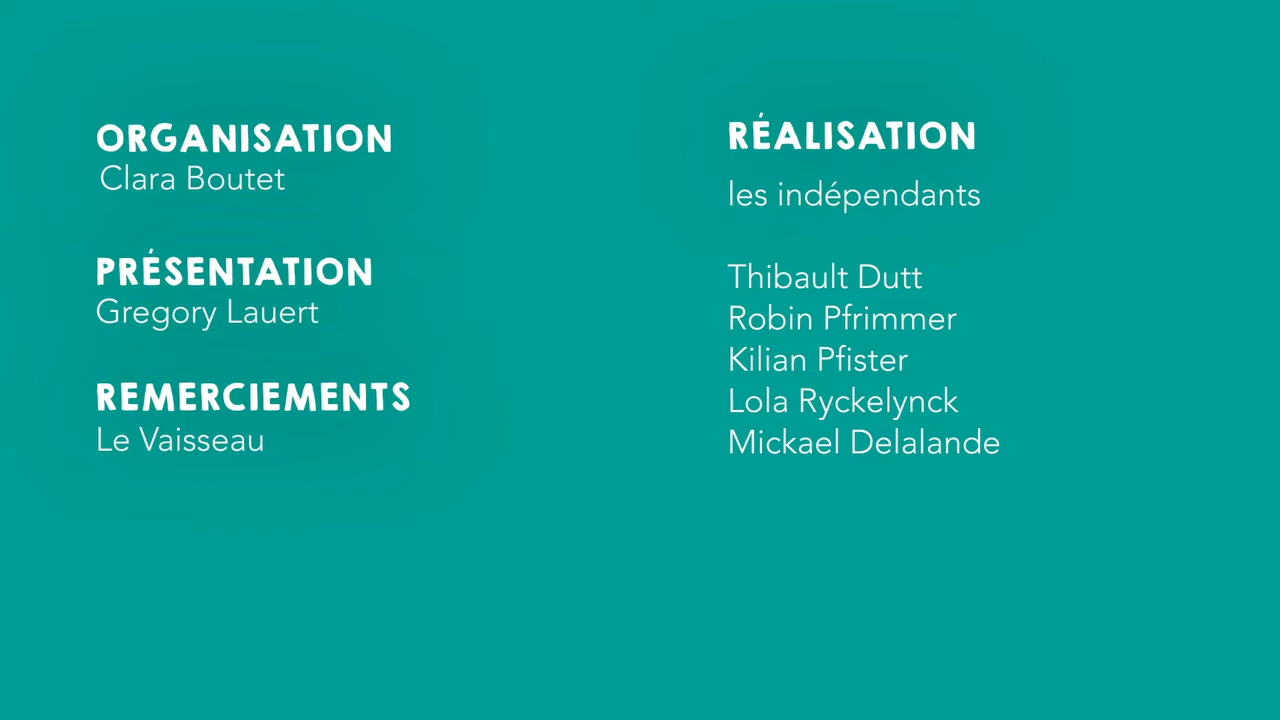 ORGANISATION
Clara Boutet
PRÉSENTATION
Gregory Lauert
REMERCIEMENTS
Le Vaisseau
RÉALISATION
les indépendants
Thibault Dutt
Robin Pfrimmer
Kilian Pfister
Lola Ryckelynck
Mickael Delalande